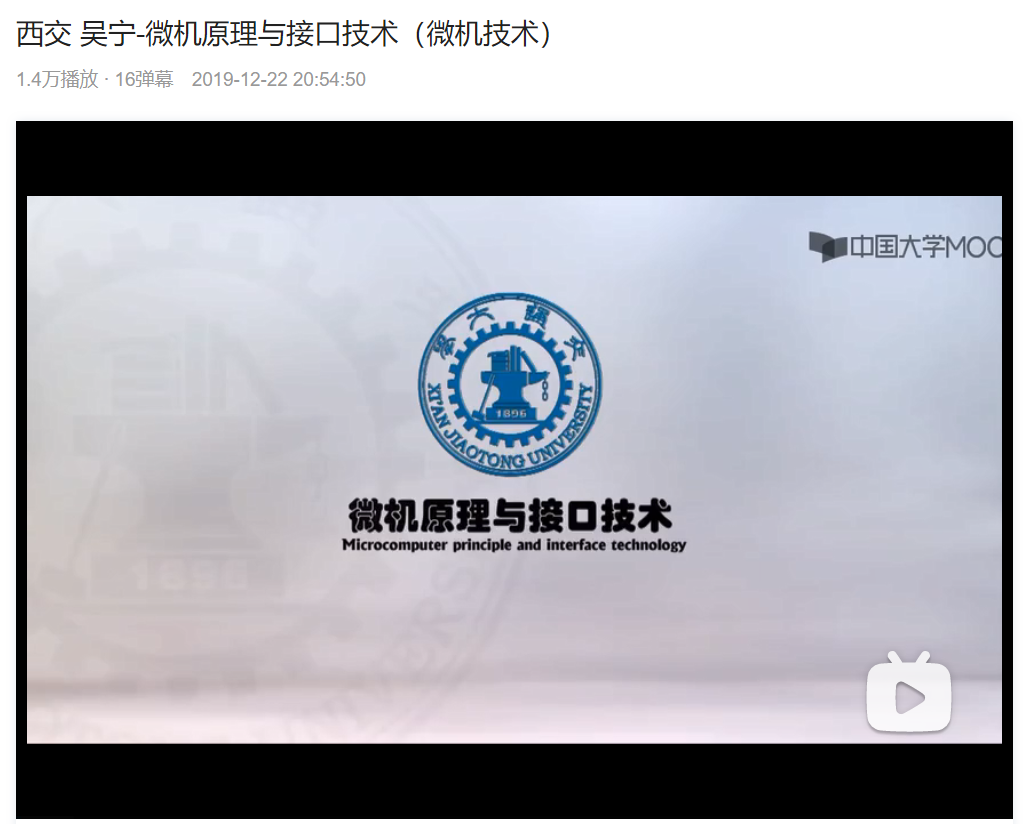 西交 吴宁-微机原理与接口技术（微机技术）
1.4万播放 · 16弹幕 2019-12-22 20:54:50
中国大学MOC
XI'AN JIAOTONG UNIVERSITY
1896
微机原理与接口技术
Microcomputer principle and interface technology